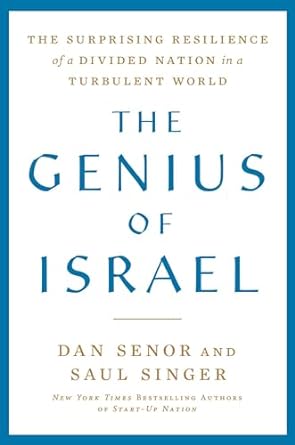 THE SURPRISING RESILIENCE
of a DIVIDED NATION in a
TURBULENT WORLD
THE
GENIUS
OF
ISRAEL
DAN SENOR AND
SAUL SINGER
NEW YORK TIMES BESTSELLING AUTHORS
OF START-UP NATION